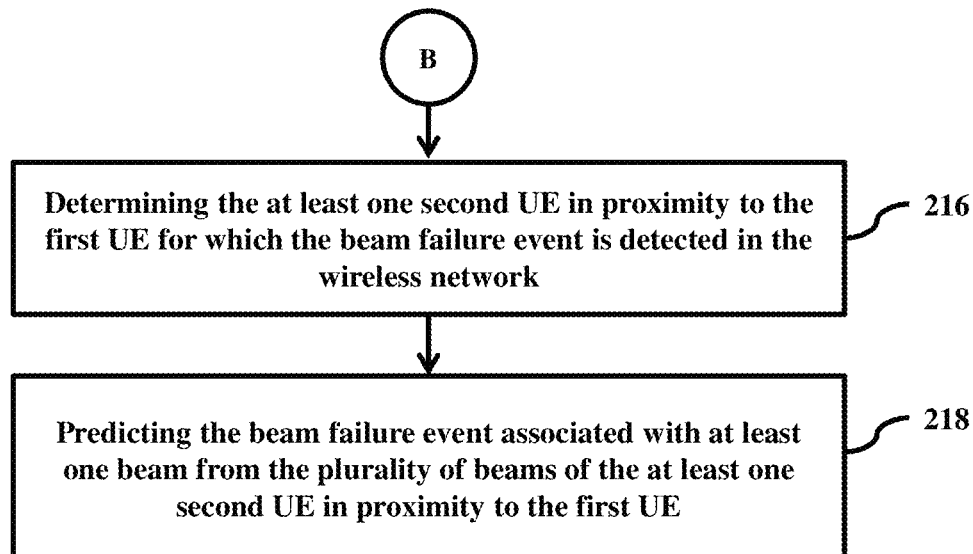 B
Determining the at least one second UE in proximity to the
first UE for which the beam failure event is detected in the
wireless network
216
Predicting the beam failure event associated with at least
one beam from the plurality of beams of the at least one
second UE in proximity to the first UE
218